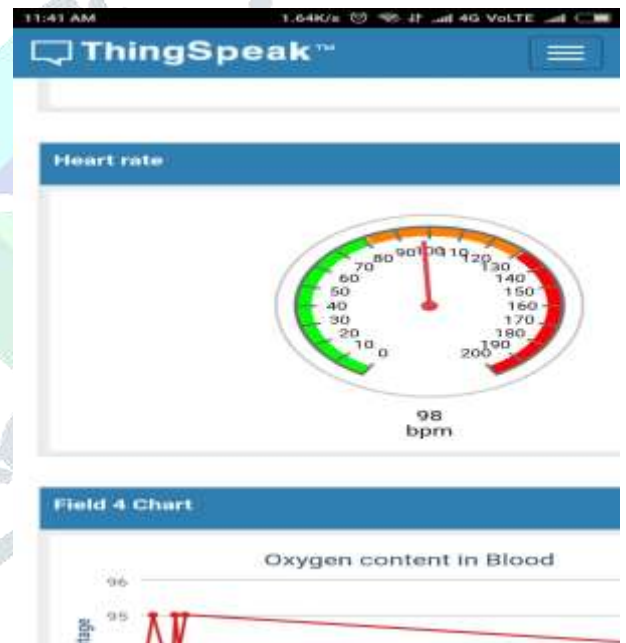 11:41 AM 1.64K/s 4G VoLTE
ThingSpeak™
Heart rate
0 10 20 30 40 50 60 70 80 90 100 110 120 130 140 150 160 170 180 190 200
98
bpm
Field 4 Chart
Oxygen content in Blood
96
95